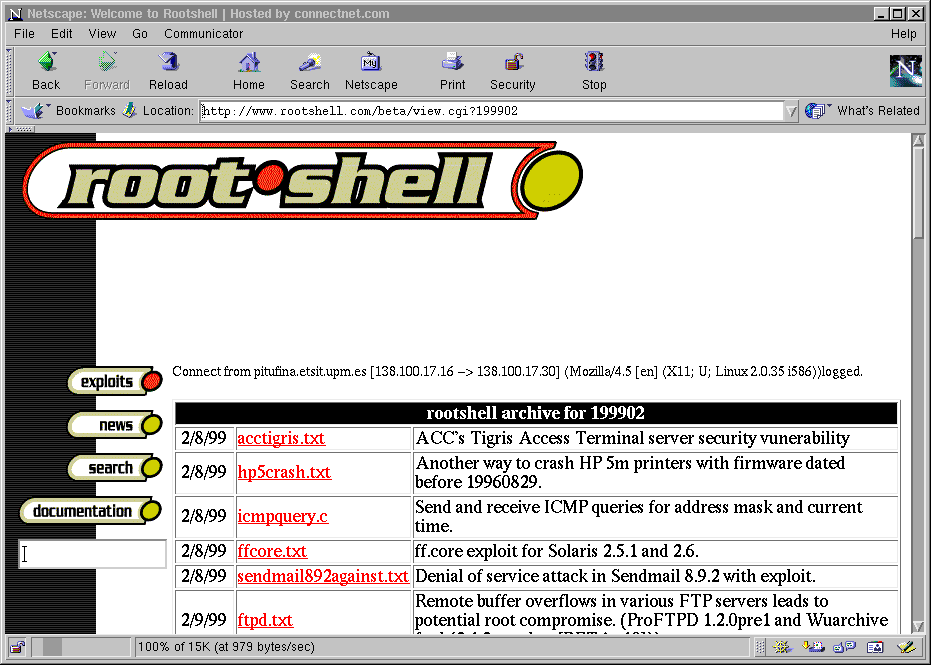 Netscape: Welcome to Rootshell | Hosted by connectnet.com
File Edit View Go Communicator Help
Back Forward Reload Home Search Netscape Print Security Stop
Bookmarks Location: http://www.rootshell.com/beta/view.cgi?199902 What's Related
root shell
Connect from pitufina.etsit.upm.es [138.100.17.16 –> 138.100.17.30] (Mozilla/4.5 [en] (X11; U; Linux 2.0.35 i586))logged.
exploits
news
search
documentation
rootshell archive for 199902
2/8/99 acctigris.txt ACC's Tigris Access Terminal server security vunerability
2/8/99 hp5crash.txt Another way to crash HP 5m printers with firmware dated
before 19960829.
2/8/99 icmpquery.c Send and receive ICMP queries for address mask and current
time.
2/8/99 ffcore.txt ff.core exploit for Solaris 2.5.1 and 2.6.
2/8/99 sendmail892against.txt Denial of service attack in Sendmail 8.9.2 with exploit.
2/9/99 ftpd.txt Remote buffer overflows in various FTP servers leads to
potential root compromise. (ProFTPD 1.2.0pre1 and Wuarchive
100% of 15K (at 979 bytes/sec)